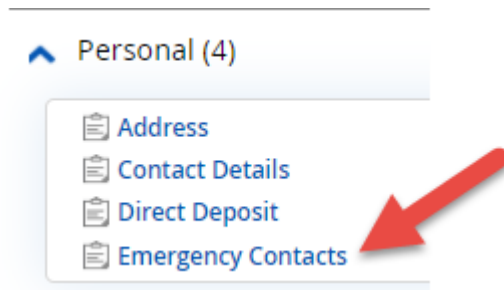 Personal (4)
Address
Contact Details
Direct Deposit
Emergency Contacts